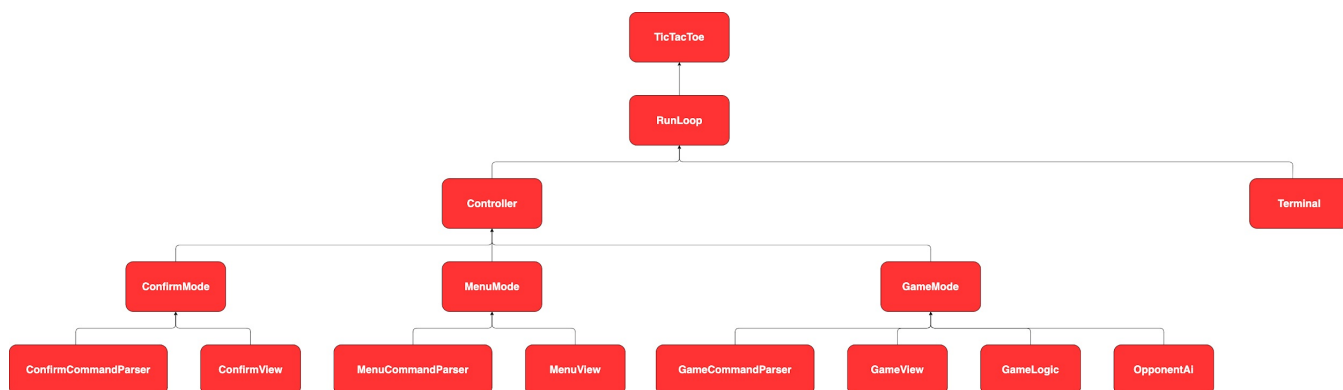 TicTacToe
RunLoop
Controller
Terminal
ConfirmMode
MenuMode
GameMode
ConfirmCommandParser
ConfirmView
MenuCommandParser
MenuView
GameCommandParser
GameView
GameLogic
OpponentAi